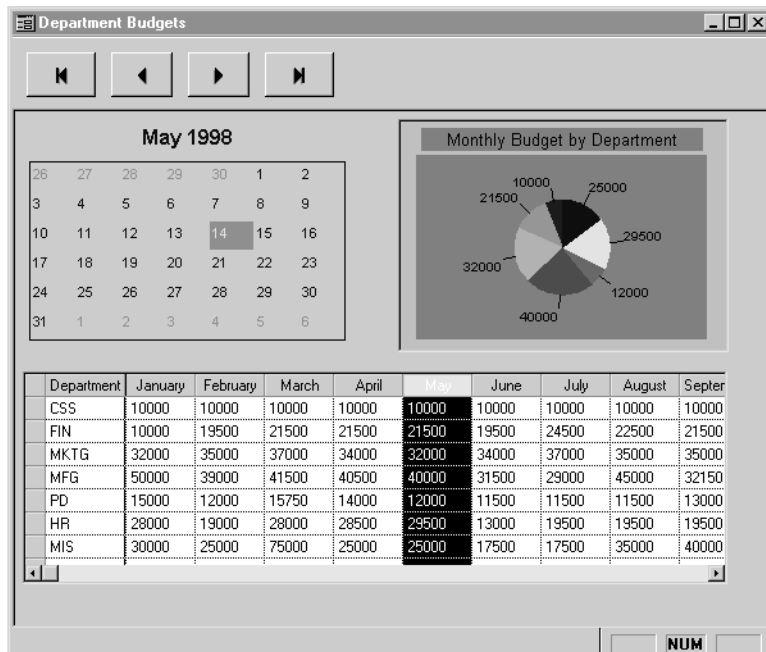 Department Budgets
May 1998
26 27 28 29 30 1 2
3 4 5 6 7 8 9
10 11 12 13 14 15 16
17 18 19 20 21 22 23
24 25 26 27 28 29 30
31 1 2 3 4 5 6
Monthly Budget by Department
10000
25000
21500
29500
32000
12000
40000
Department January February March April May June July August Septer
CSS 10000 10000 10000 10000 10000 10000 10000 10000 10000
FIN 10000 19500 21500 21500 21500 19500 24500 22500 21500
MKTG 32000 35000 37000 34000 32000 34000 37000 35000 35000
MFG 50000 39000 41500 40500 40000 31500 29000 45000 32150
PD 15000 12000 15750 14000 12000 11500 11500 11500 13000
HR 28000 19000 28000 28500 29500 13000 19500 19500 19500
MIS 30000 25000 75000 25000 25000 17500 17500 35000 40000
NUM